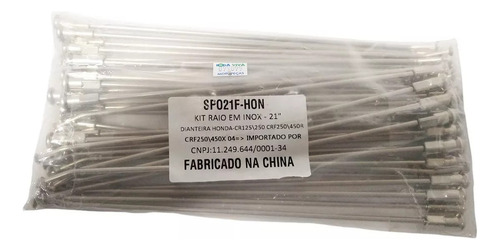 SP021F-HON
KIT RAIO EM INOX - 21"
DIANTEIRA HONDA-CR125\250 CRF250\450X
CRF250\450X 04=> IMPORTADO POR
CNPJ:11.249.644/0001-34
FABRICADO NA CHINA